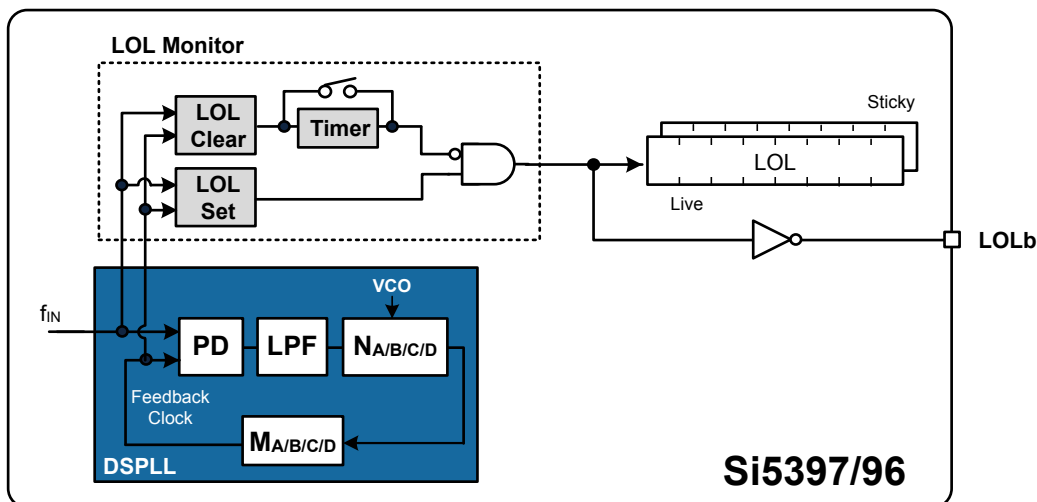 LOL Monitor
LOL
Clear
Timer
LOL
Set
Sticky
LOL
Live
LOLb
fIN
VCO
PD
LPF
NA/B/C/D
Feedback
Clock
MA/B/C/D
DSPLL
Si5397/96